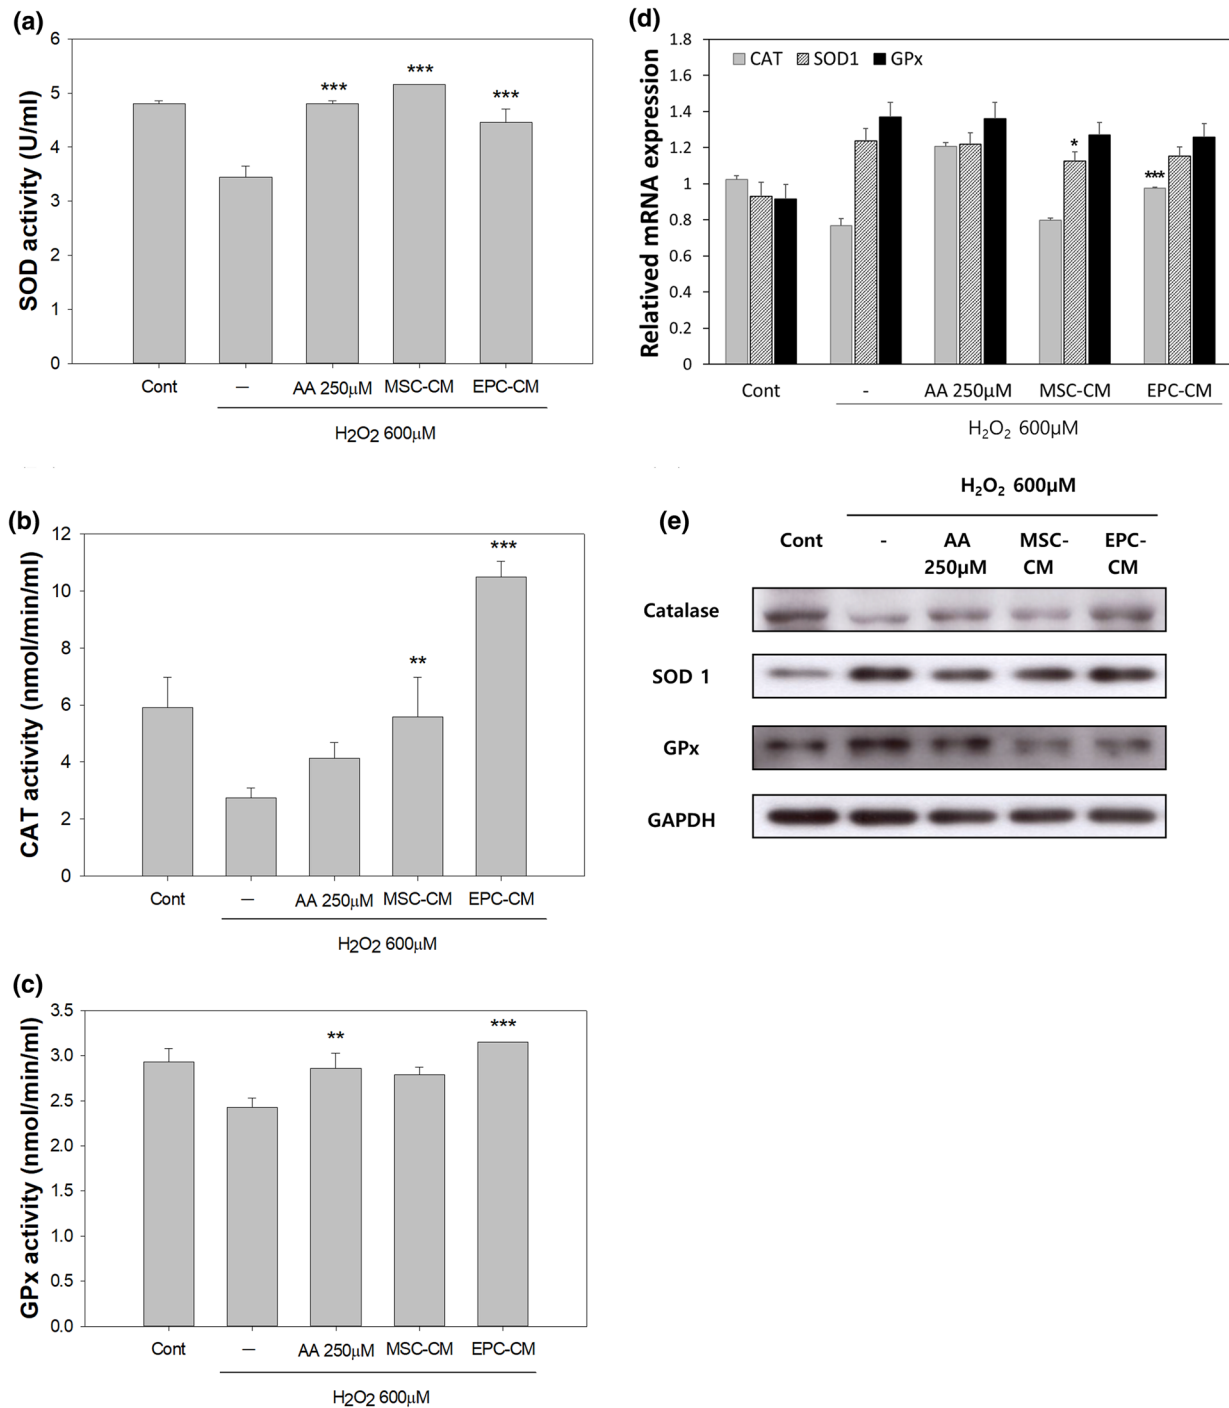 (a)
SOD activity (U/ml)
6
5
4
3
2
1
0
***
***
***
Cont
—
AA 250μM
MSC-CM
EPC-CM
H2O2 600μM
(b)
CAT activity (nmol/min/ml)
12
10
8
6
4
2
0
**
***
Cont
—
AA 250μM
MSC-CM
EPC-CM
H2O2 600μM
(c)
GPx activity (nmol/min/ml)
3.5
3.0
2.5
2.0
1.5
1.0
0.5
0.0
**
***
Cont
—
AA 250μM
MSC-CM
EPC-CM
H2O2 600μM
(d)
Relatived mRNA expression
1.8
1.6
1.4
1.2
1
0.8
0.6
0.4
0.2
0
CAT SOD1 GPx
*
***
Cont
-
AA 250μM
MSC-CM
EPC-CM
H₂O₂ 600μM
(e)
H₂O₂ 600μM
Cont
-
AA
250μM
MSC-
CM
EPC-
CM
Catalase
SOD 1
GPx
GAPDH